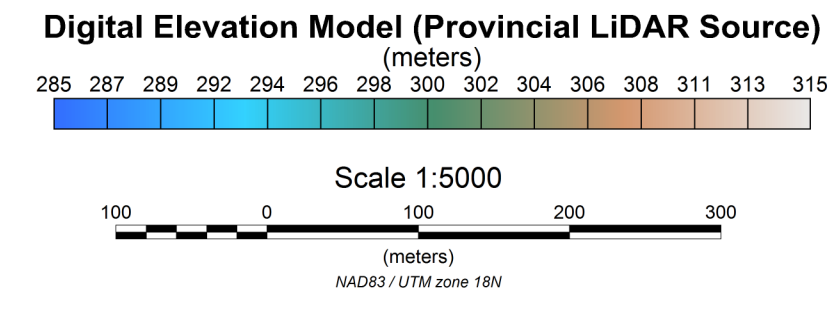 Digital Elevation Model (Provincial LiDAR Source)
(meters)
285 287 289 292 294 296 298 300 302 304 306 308 311 313 315
Scale 1:5000
100 0 100 200 300
(meters)
NAD83 / UTM zone 18N